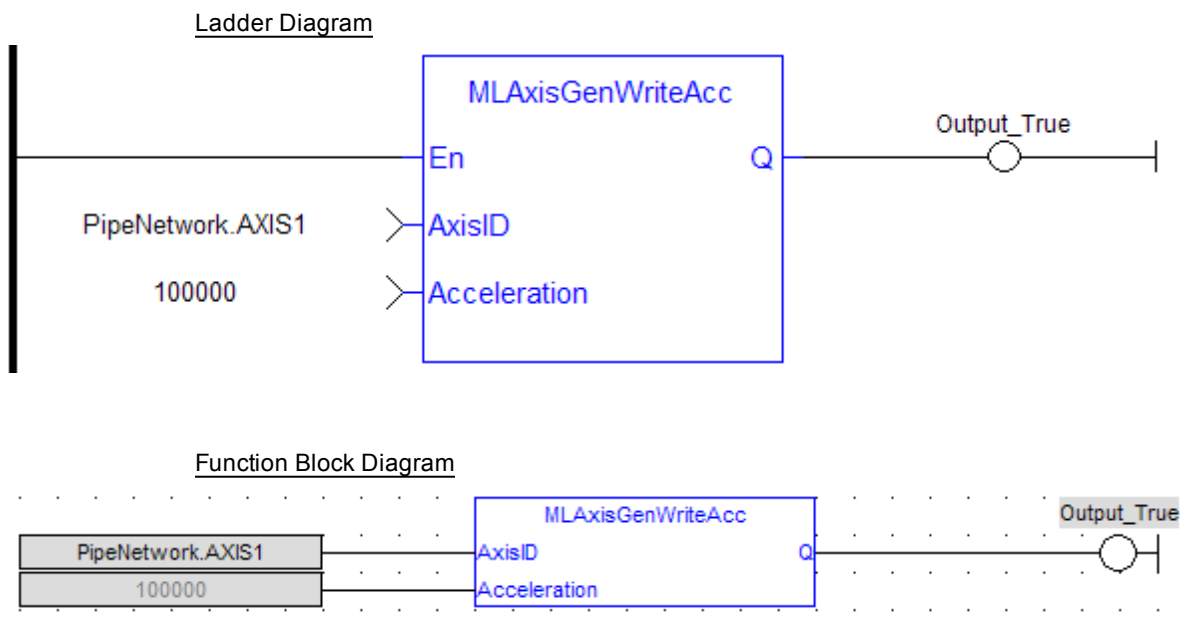 Ladder Diagram
MLAxisGenWriteAcc
Output_True
En
Q
PipeNetwork.AXIS1
AxisID
100000
Acceleration
Function Block Diagram
MLAxisGenWriteAcc
Output_True
PipeNetwork.AXIS1
AxisID
Q
100000
Acceleration